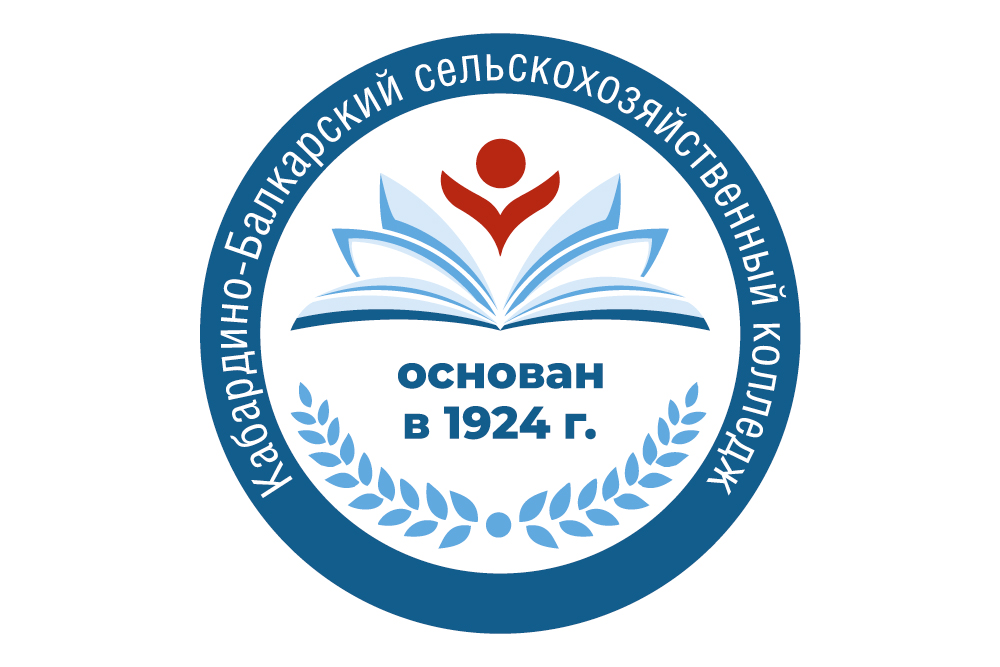 Кабардино-Балкарский сельскохозяйственный колледж
основан
в 1924 г.